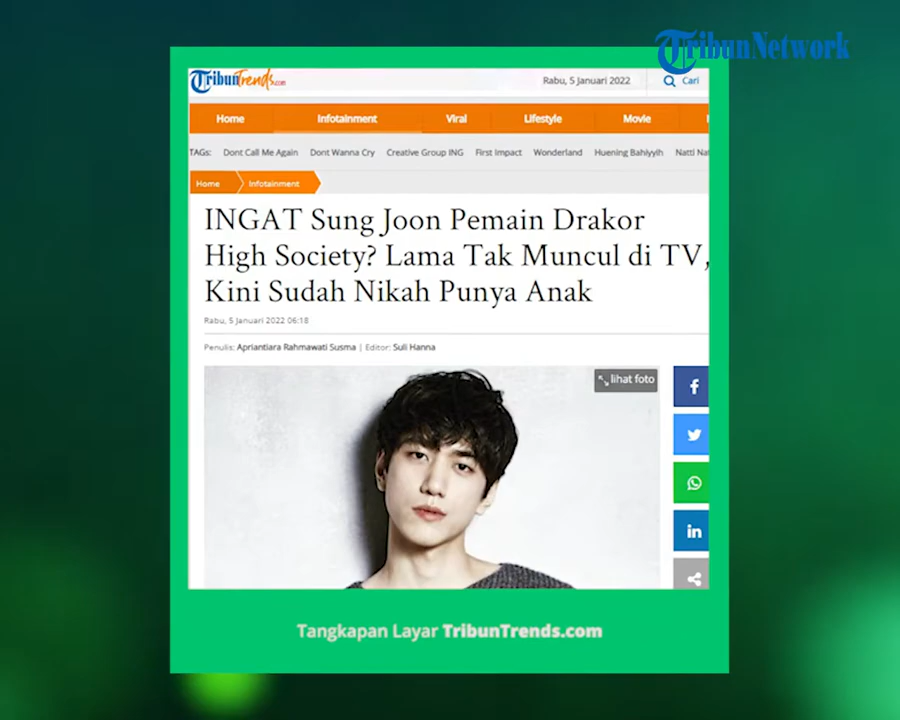 TribunNetwork
TribunTrends.com
Rabu, 5 Januari 2022
Cari
Home Infotainment Viral Lifestyle Movie
TAGs: Dont Call Me Again Dont Wanna Cry Creative Group ING First Impact Wonderland Huening Bahiyyih Natti
Home Infotainment
INGAT Sung Joon Pemain Drakor
High Society? Lama Tak Muncul di TV,
Kini Sudah Nikah Punya Anak
Rabu, 5 Januari 2022 06:18
Penulis: Apriantiara Rahmawati Susma | Editor: Suli Hanna
lihat foto
Tangkapan Layar TribunTrends.com